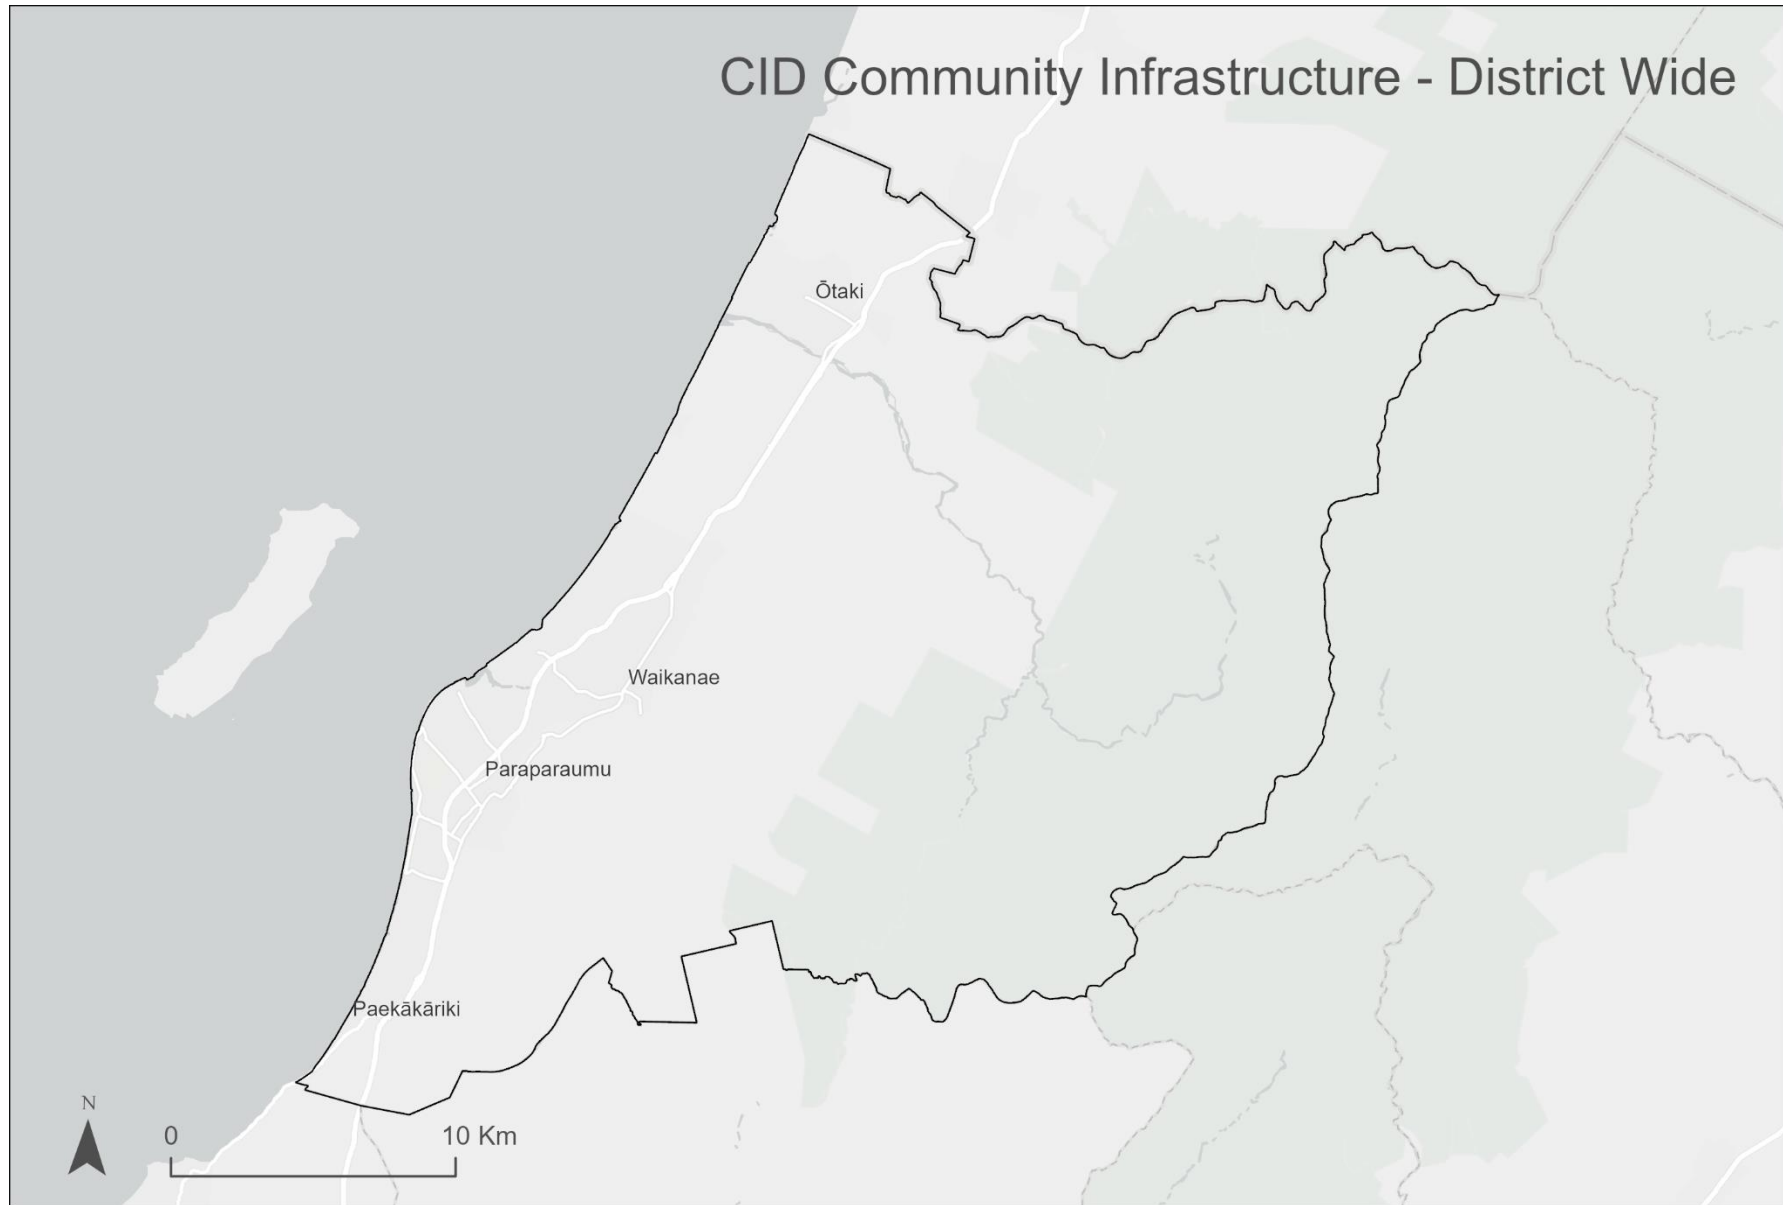 CID Community Infrastructure - District Wide
Ōtaki
Waikanae
Paraparaumu
Paekākāriki
N
0 10 Km